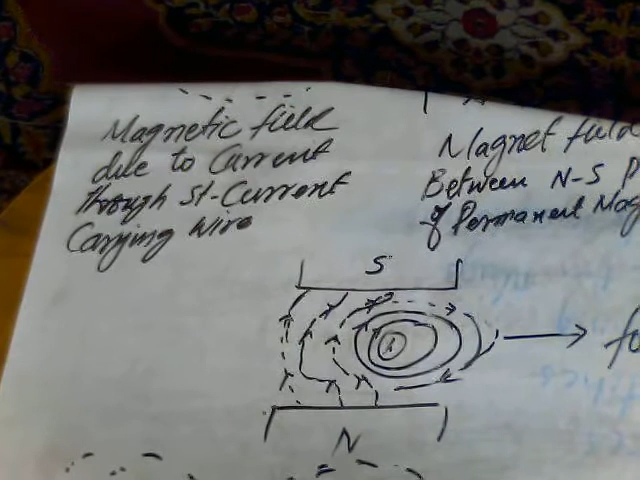 Magnetic field
due to Current
through St-Current
Carrying wire
Magnet field
Between N-S P
of Permanent Mag
S
fo
N